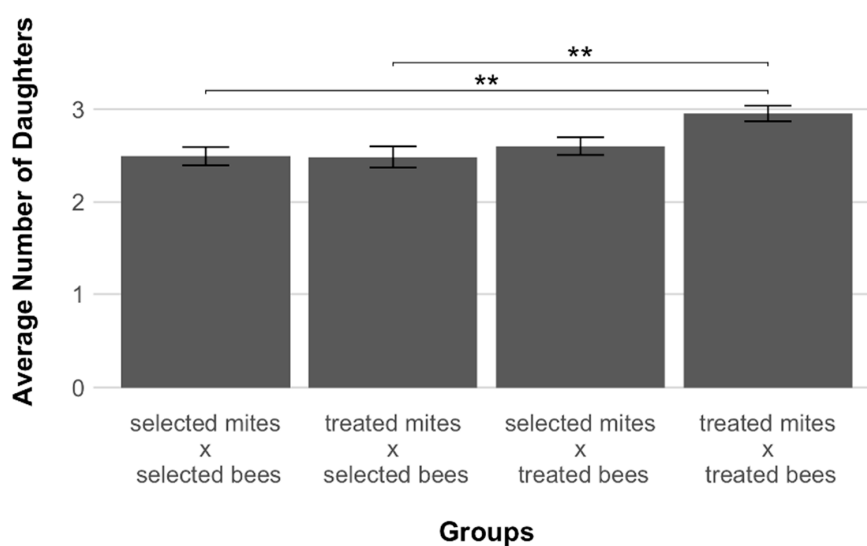 Average Number of Daughters
**
**
3
2
1
0
selected mites
x
selected bees
treated mites
x
selected bees
selected mites
x
treated bees
treated mites
x
treated bees
Groups